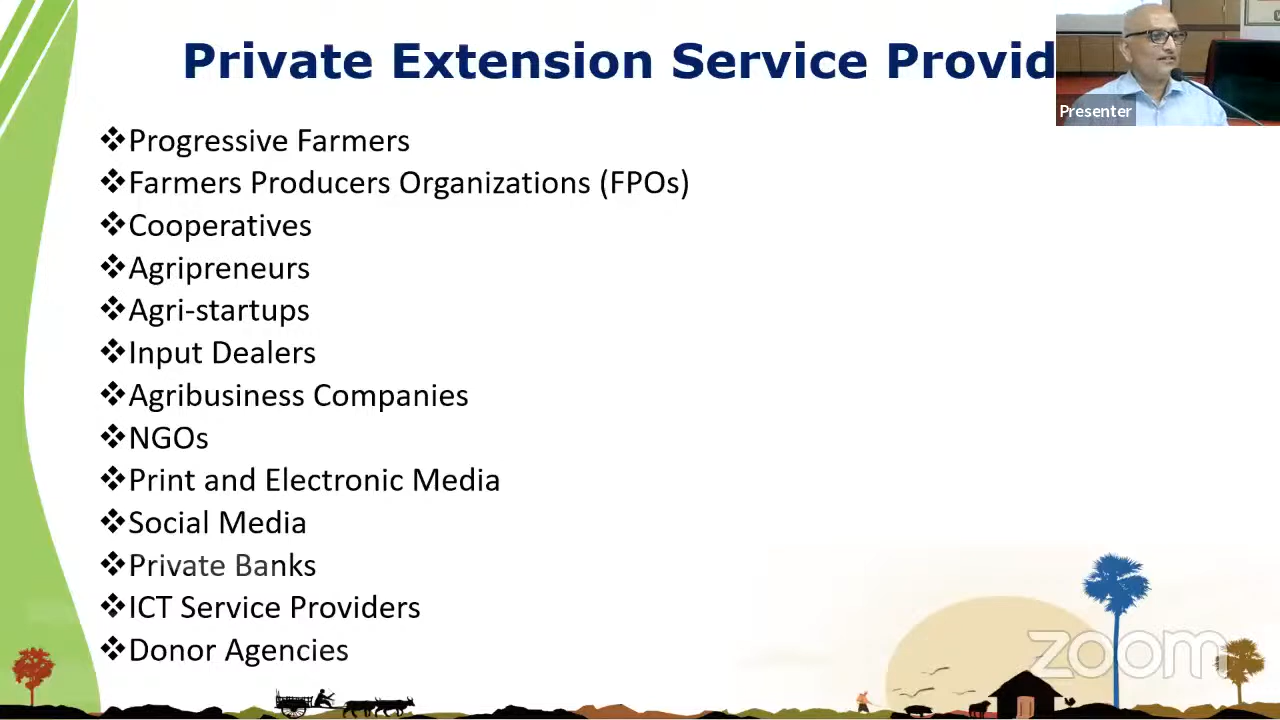 Private Extension Service Provid
Presenter
❖Progressive Farmers
❖Farmers Producers Organizations (FPOs)
❖Cooperatives
❖Agripreneurs
❖Agri-startups
❖Input Dealers
❖Agribusiness Companies
❖NGOs
❖Print and Electronic Media
❖Social Media
❖Private Banks
❖ICT Service Providers
❖Donor Agencies
zoom